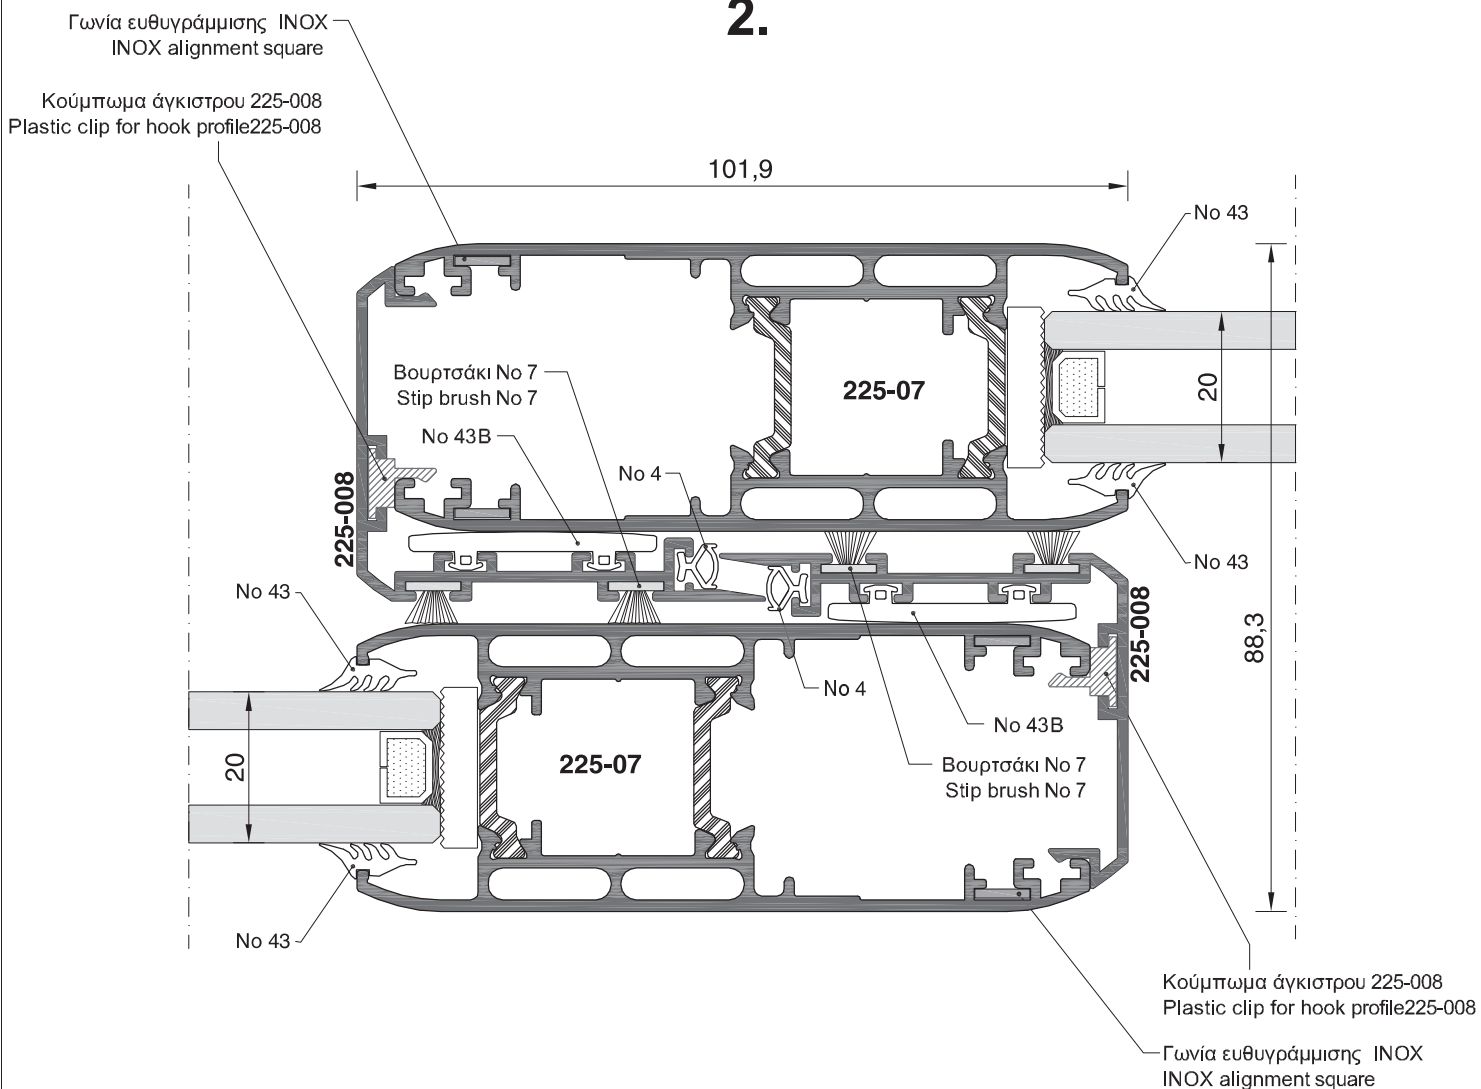 2.
Γωνία ευθυγράμμισης INOX
INOX alignment square
Κούμπωμα άγκιστρου 225-008
Plastic clip for hook profile225-008
101,9
No 43
Βουρτσάκι No 7
Stip brush No 7
No 43B
No 4
225-07
20
225-008
No 43
No 43
225-008
88,3
No 4
No 43B
225-07
20
Βουρτσάκι No 7
Stip brush No 7
No 43
Κούμπωμα άγκιστρου 225-008
Plastic clip for hook profile225-008
Γωνία ευθυγράμμισης INOX
INOX alignment square